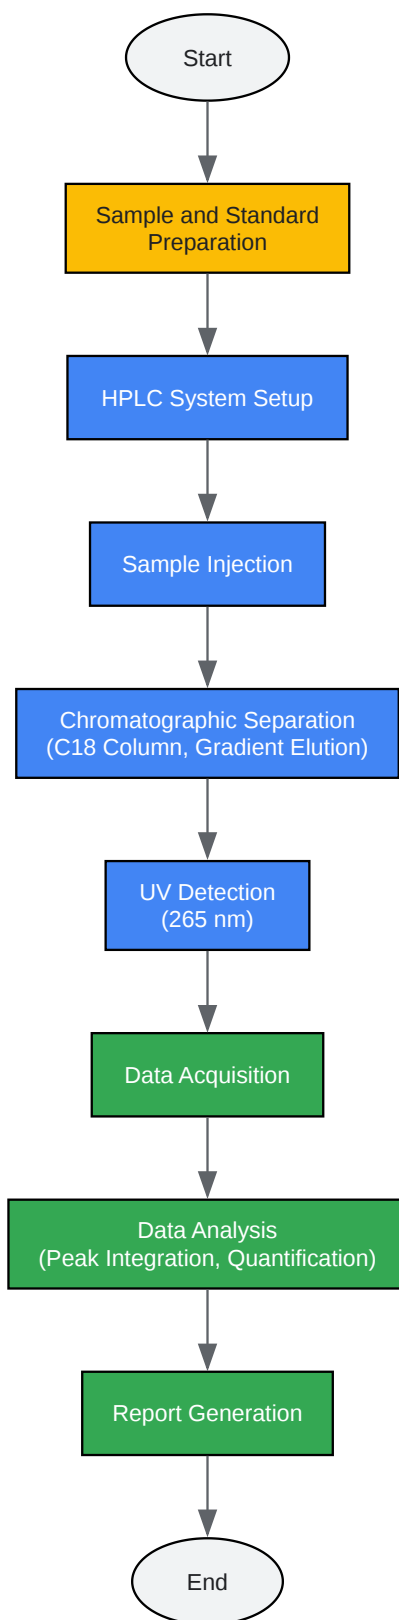 Start
Sample and Standard
Preparation
HPLC System Setup
Sample Injection
Chromatographic Separation
(C18 Column, Gradient Elution)
UV Detection
(265 nm)
Data Acquisition
Data Analysis
(Peak Integration, Quantification)
Report Generation
End